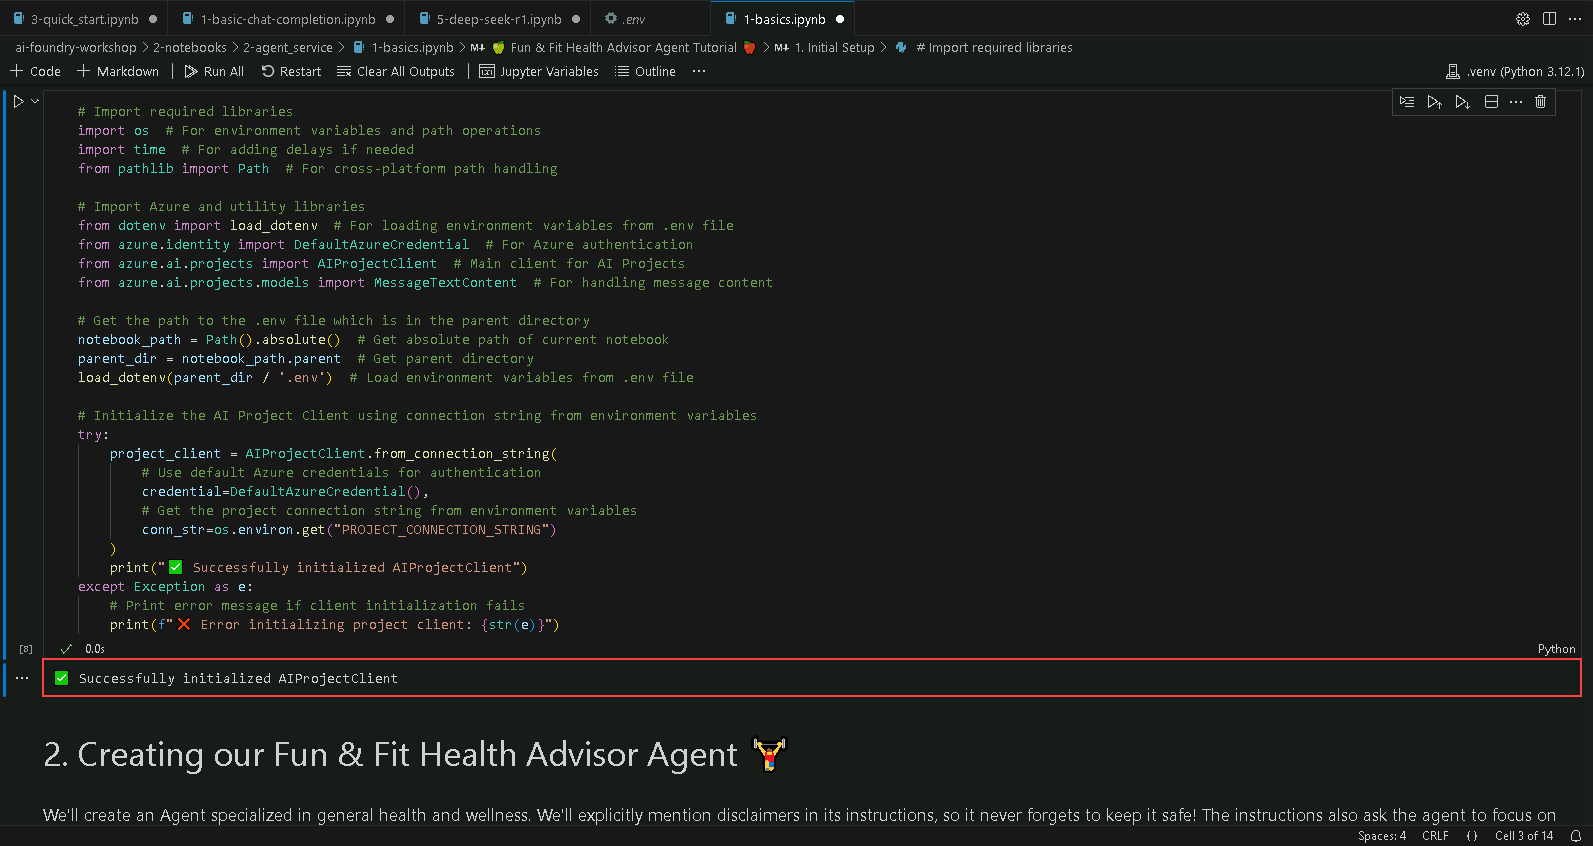 3-quick_start.ipynb 1-basic-chat-completion.ipynb 5-deep-seek-r1.ipynb .env 1-basics.ipynb
ai-foundry-workshop > 2-notebooks > 2-agent_service > 1-basics.ipynb > M↓ 🍏 Fun & Fit Health Advisor Agent Tutorial 🍎 > M↓ 1. Initial Setup > # Import required libraries
+ Code + Markdown | Run All Restart Clear All Outputs | Jupyter Variables Outline ··· .venv (Python 3.12.1)
# Import required libraries
import os  # For environment variables and path operations
import time  # For adding delays if needed
from pathlib import Path  # For cross-platform path handling
# Import Azure and utility libraries
from dotenv import load_dotenv  # For loading environment variables from .env file
from azure.identity import DefaultAzureCredential  # For Azure authentication
from azure.ai.projects import AIProjectClient  # Main client for AI Projects
from azure.ai.projects.models import MessageTextContent  # For handling message content
# Get the path to the .env file which is in the parent directory
notebook_path = Path().absolute()  # Get absolute path of current notebook
parent_dir = notebook_path.parent  # Get parent directory
load_dotenv(parent_dir / '.env')  # Load environment variables from .env file
# Initialize the AI Project Client using connection string from environment variables
try:
    project_client = AIProjectClient.from_connection_string(
        # Use default Azure credentials for authentication
        credential=DefaultAzureCredential(),
        # Get the project connection string from environment variables
        conn_str=os.environ.get("PROJECT_CONNECTION_STRING")
    )
    print("✅ Successfully initialized AIProjectClient")
except Exception as e:
    # Print error message if client initialization fails
    print(f"❌ Error initializing project client: {str(e)}")
[8] ✓ 0.0s Python
··· ✅ Successfully initialized AIProjectClient
2. Creating our Fun & Fit Health Advisor Agent 🏋
We'll create an Agent specialized in general health and wellness. We'll explicitly mention disclaimers in its instructions, so it never forgets to keep it safe! The instructions also ask the agent to focus on
Spaces: 4 CRLF {} Cell 3 of 14